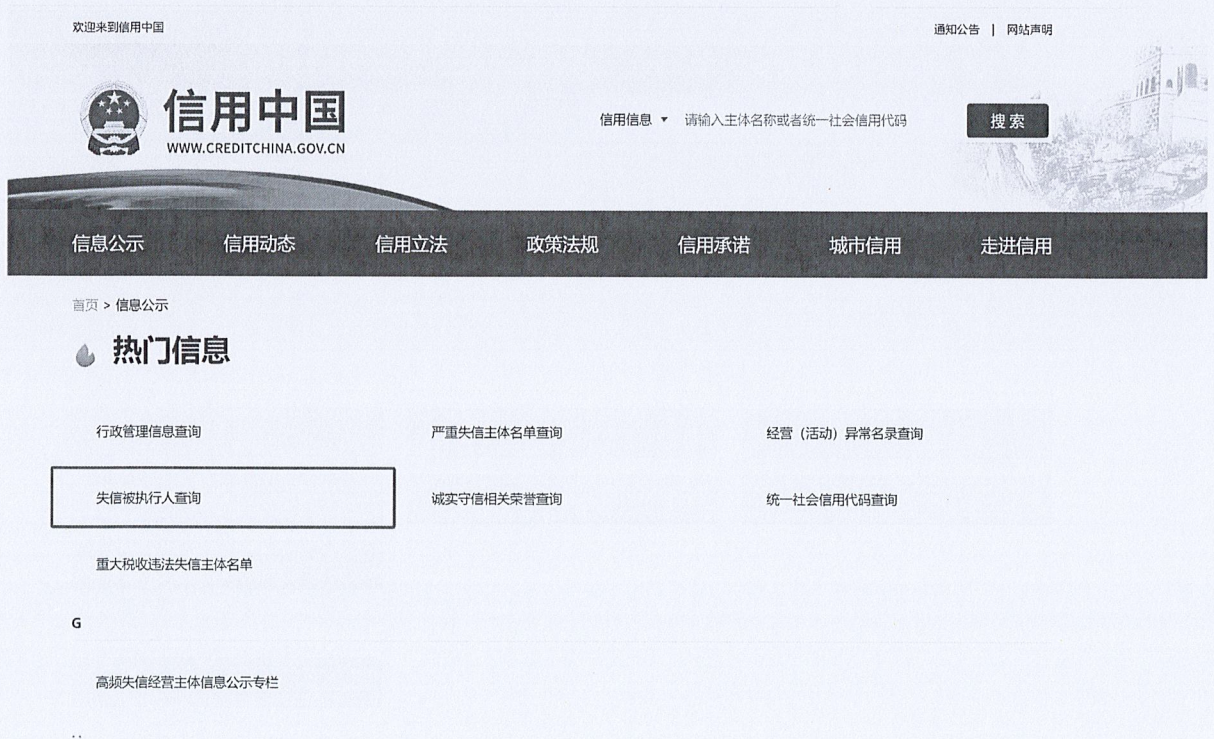 欢迎来到信用中国
通知公告 | 网站声明
信用中国
WWW.CREDITCHINA.GOV.CN
信用信息 请输入主体名称或者统一社会信用代码 搜索
信息公示 信用动态 信用立法 政策法规 信用承诺 城市信用 走进信用
首页 > 信息公示
热门信息
行政管理信息查询 严重失信主体名单查询 经营（活动）异常名录查询
失信被执行人查询 诚实守信相关荣誉查询 统一社会信用代码查询
重大税收违法失信主体名单
G
高频失信经营主体信息公示专栏